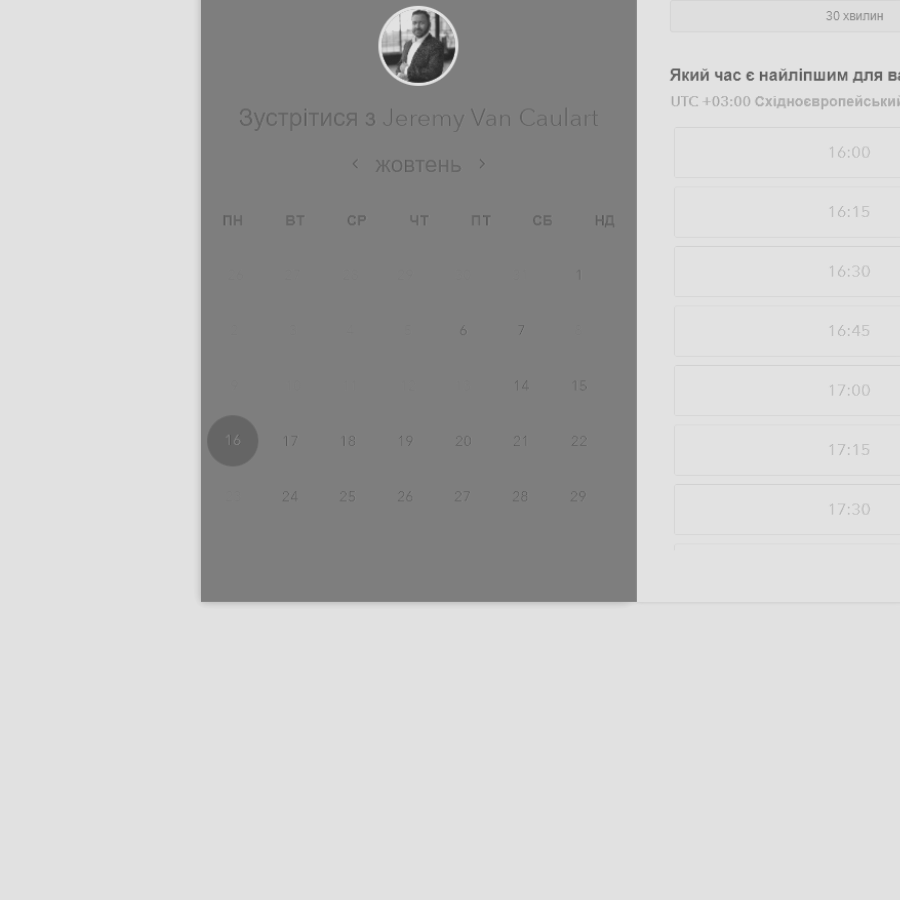 Зустрітися з Jeremy Van Caulart
жовтень
ПН ВТ СР ЧТ ПТ СБ НД
1
6 7
14 15
16 17 18 19 20 21 22
24 25 26 27 28 29
30 хвилин
Який час є найліпшим для
UTC +03:00 Східноєвропейський
16:00
16:15
16:30
16:45
17:00
17:15
17:30